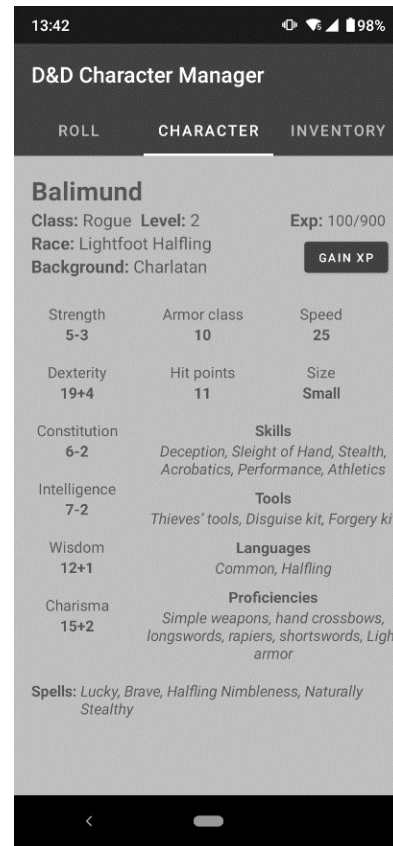 13:42 98%
D&D Character Manager
ROLL CHARACTER INVENTORY
Balimund
Class: Rogue Level: 2 Exp: 100/900
Race: Lightfoot Halfling
GAIN XP
Background: Charlatan
Strength Armor class Speed
5-3 10 25
Dexterity Hit points Size
19+4 11 Small
Constitution Skills
6-2 Deception, Sleight of Hand, Stealth,
Acrobatics, Performance, Athletics
Intelligence Tools
7-2 Thieves' tools, Disguise kit, Forgery ki
Wisdom Languages
12+1 Common, Halfling
Charisma Proficiencies
15+2 Simple weapons, hand crossbows,
longswords, rapiers, shortswords, Ligh
armor
Spells: Lucky, Brave, Halfling Nimbleness, Naturally
Stealthy